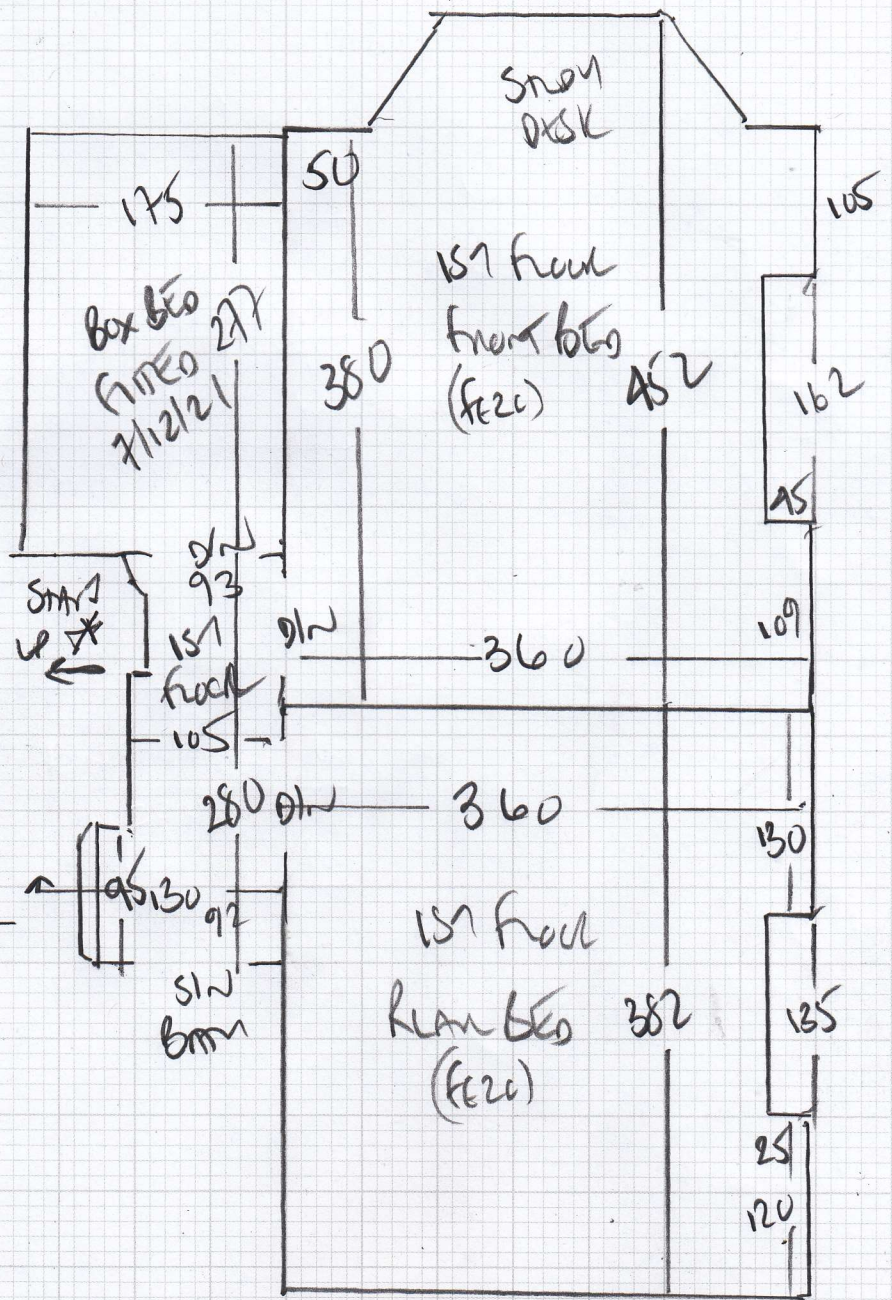 STUDY
DESK
50
175
105
1ST FLOOR
FRONT BED
(FE2C)
BOX BED
FITTED
7/12/21
277
380
452
162
45
D/N
93
STAIRS
UP
1ST
FLOOR
D/N
109
360
105
280
D/N
360
130
95
130
92
1ST FLOOR
REAR BED
(FE2C)
382
135
S/N
BATH
25
120